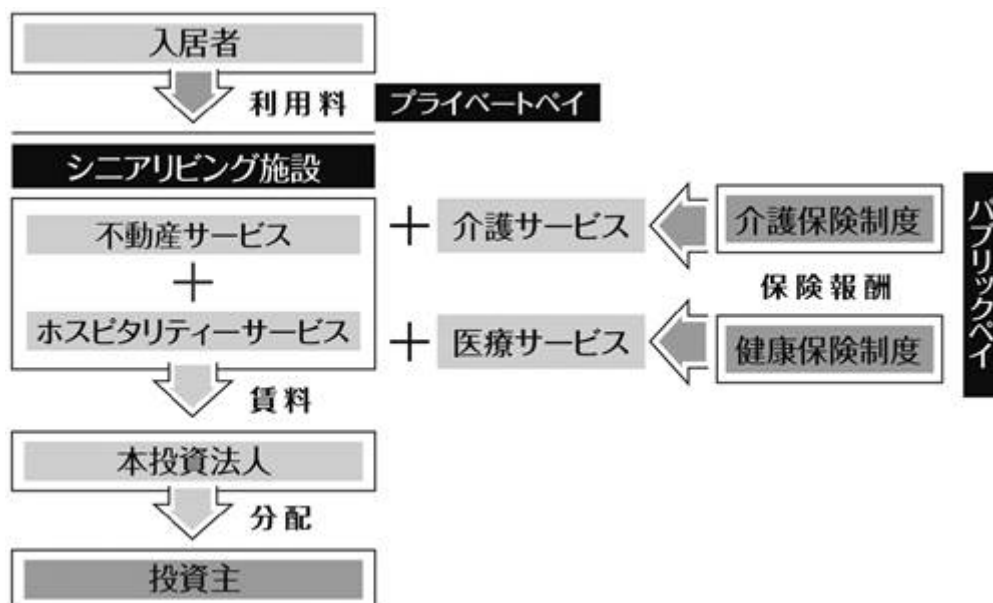 入居者
利用料
プライベートペイ
シニアリビング施設
不動産サービス
+
ホスピタリティーサービス
+
介護サービス
介護保険制度
保険報酬
+
医療サービス
健康保険制度
パブリックペイ
賃料
本投資法人
分配
投資主